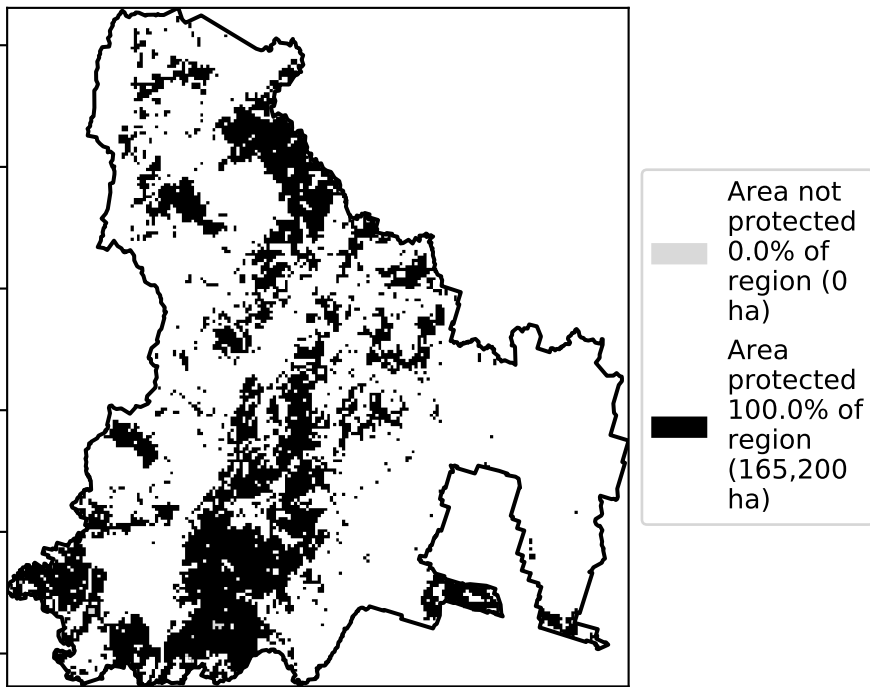 Area not
protected
0.0% of
region (0
ha)
Area
protected
100.0% of
region
(165,200
ha)